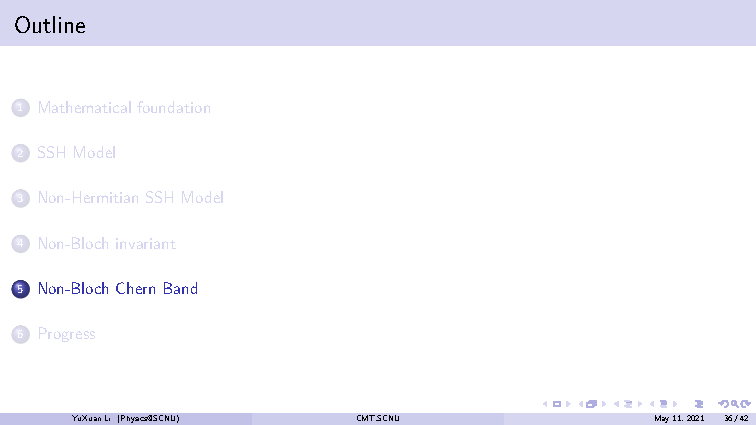 Outline
1 Mathematical foundation
2 SSH Model
3 Non-Hermitian SSH Model
4 Non-Bloch invariant
5 Non-Bloch Chern Band
6 Progress
YuXuan Li (Physcs@SCNU) CMT.SCNU May 11, 2021 36 / 42